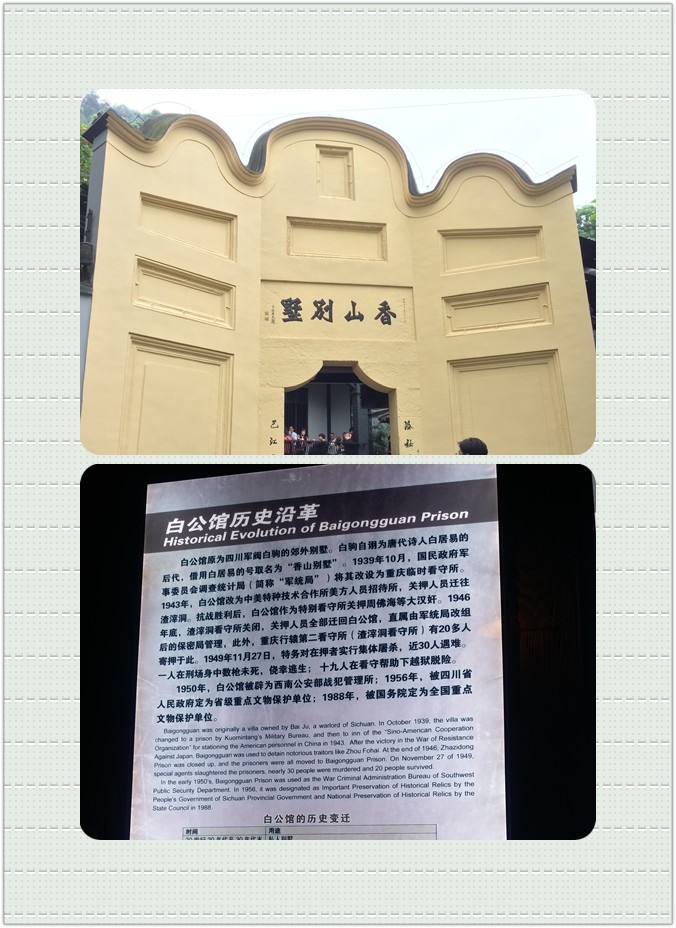 墅别山香
巴江
落钲
白公馆历史沿革
Historical Evolution of Baigongguan Prison
白公馆原为四川军阀白驹的郊外别墅。白驹自诩为唐代诗人白居易的
后代，借用白居易的号取名为“香山别墅”。1939年10月，国民政府军
事委员会调查统计局（简称“军统局”）将其改设为重庆临时看守所。
1943年，白公馆改为中美特种技术合作所美方人员招待所，关押人员迁往
渣滓洞。抗战胜利后，白公馆作为特别看守所关押周佛海等大汉奸。1946
年底，渣滓洞看守所关闭，关押人员全部迁回白公馆，直属由军统局改组
后的保密局管理，此外，重庆行辕第二看守所（渣滓洞看守所）有20多人
寄押于此。1949年11月27日，特务对在押者实行集体屠杀，近30人遇难。
一人在刑场身中数枪未死，侥幸逃生；十九人在看守帮助下越狱脱险。
1950年，白公馆被辟为西南公安部战犯管理所；1956年，被四川省
人民政府定为省级重点文物保护单位；1988年，被国务院定为全国重点
文物保护单位。
Baigongguan was originally a villa owned by Bai Ju, a warlord of Sichuan. In October 1939, the villa was
changed to a prison by Kuomintang's Military Bureau, and then to inn of the "Sino-American Cooperation
Organization" for stationing the American personnel in China in 1943. After the victory in the War of Resistance
Against Japan, Baigongguan was used to detain notorious traitors like Zhou Fohai. At the end of 1946, Zhazidong
Prison was closed up, and the prisoners were all moved to Baigongguan Prison. On November 27 of 1949,
special agents slaughtered the prisoners, nearly 30 people were murdered and 20 people survived.
In the early 1950's, Baigongguan Prison was used as the War Criminal Administration Bureau of Southwest
Public Security Department. In 1956, it was designated as Important Preservation of Historical Relics by the
People's Government of Sichuan Provincial Government and National Preservation of Historical Relics by the
State Council in 1988.
白公馆的历史变迁
时间 用途